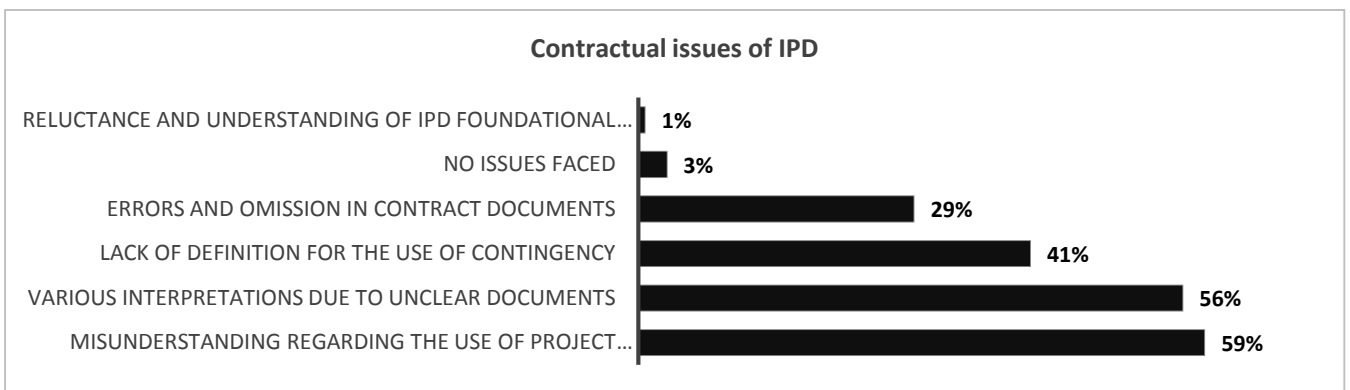 Contractual issues of IPD
RELUCTANCE AND UNDERSTANDING OF IPD FOUNDATIONAL... 1%
NO ISSUES FACED 3%
ERRORS AND OMISSION IN CONTRACT DOCUMENTS 29%
LACK OF DEFINITION FOR THE USE OF CONTINGENCY 41%
VARIOUS INTERPRETATIONS DUE TO UNCLEAR DOCUMENTS 56%
MISUNDERSTANDING REGARDING THE USE OF PROJECT... 59%